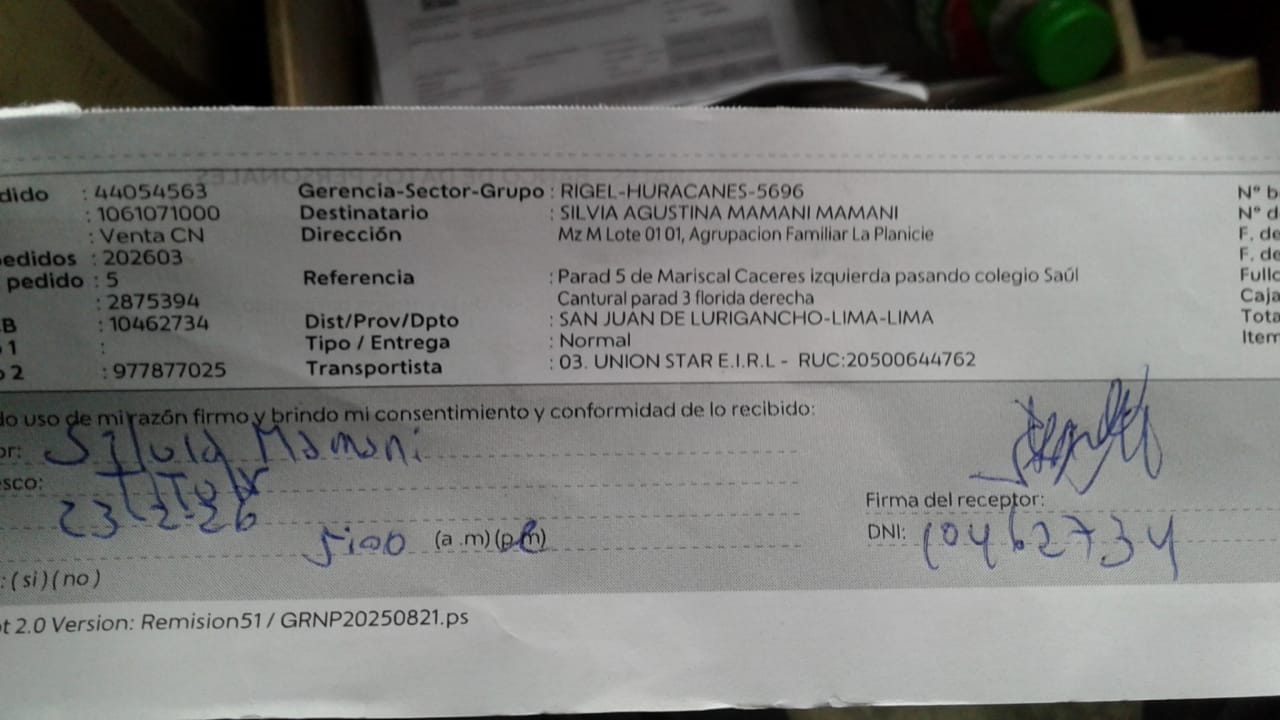 dido : 44054563 Gerencia-Sector-Grupo : RIGEL-HURACANES-5696 N° b
: 1061071000 Destinatario : SILVIA AGUSTINA MAMANI MAMANI N° d
: Venta CN Dirección Mz M Lote 01 01, Agrupacion Familiar La Planicie F. de
edidos : 202603 F. de
pedido : 5 Referencia : Parad 5 de Mariscal Caceres izquierda pasando colegio Saúl Fullc
: 2875394 Cantural parad 3 florida derecha Caja
B : 10462734 Dist/Prov/Dpto : SAN JUAN DE LURIGANCHO-LIMA-LIMA Tota
o 1 : Tipo / Entrega : Normal Item
o 2 : 977877025 Transportista : 03. UNION STAR E.I.R.L - RUC:20500644762
do uso de mi razón firmo y brindo mi consentimiento y conformidad de lo recibido:
or: Silvia Mamani
esco: Titular
23-2-26 Firma del receptor:
5:00 (a .m) (p.m) DNI: 10462734
: ( si ) ( no )
t 2.0 Version: Remision51 / GRNP20250821.ps